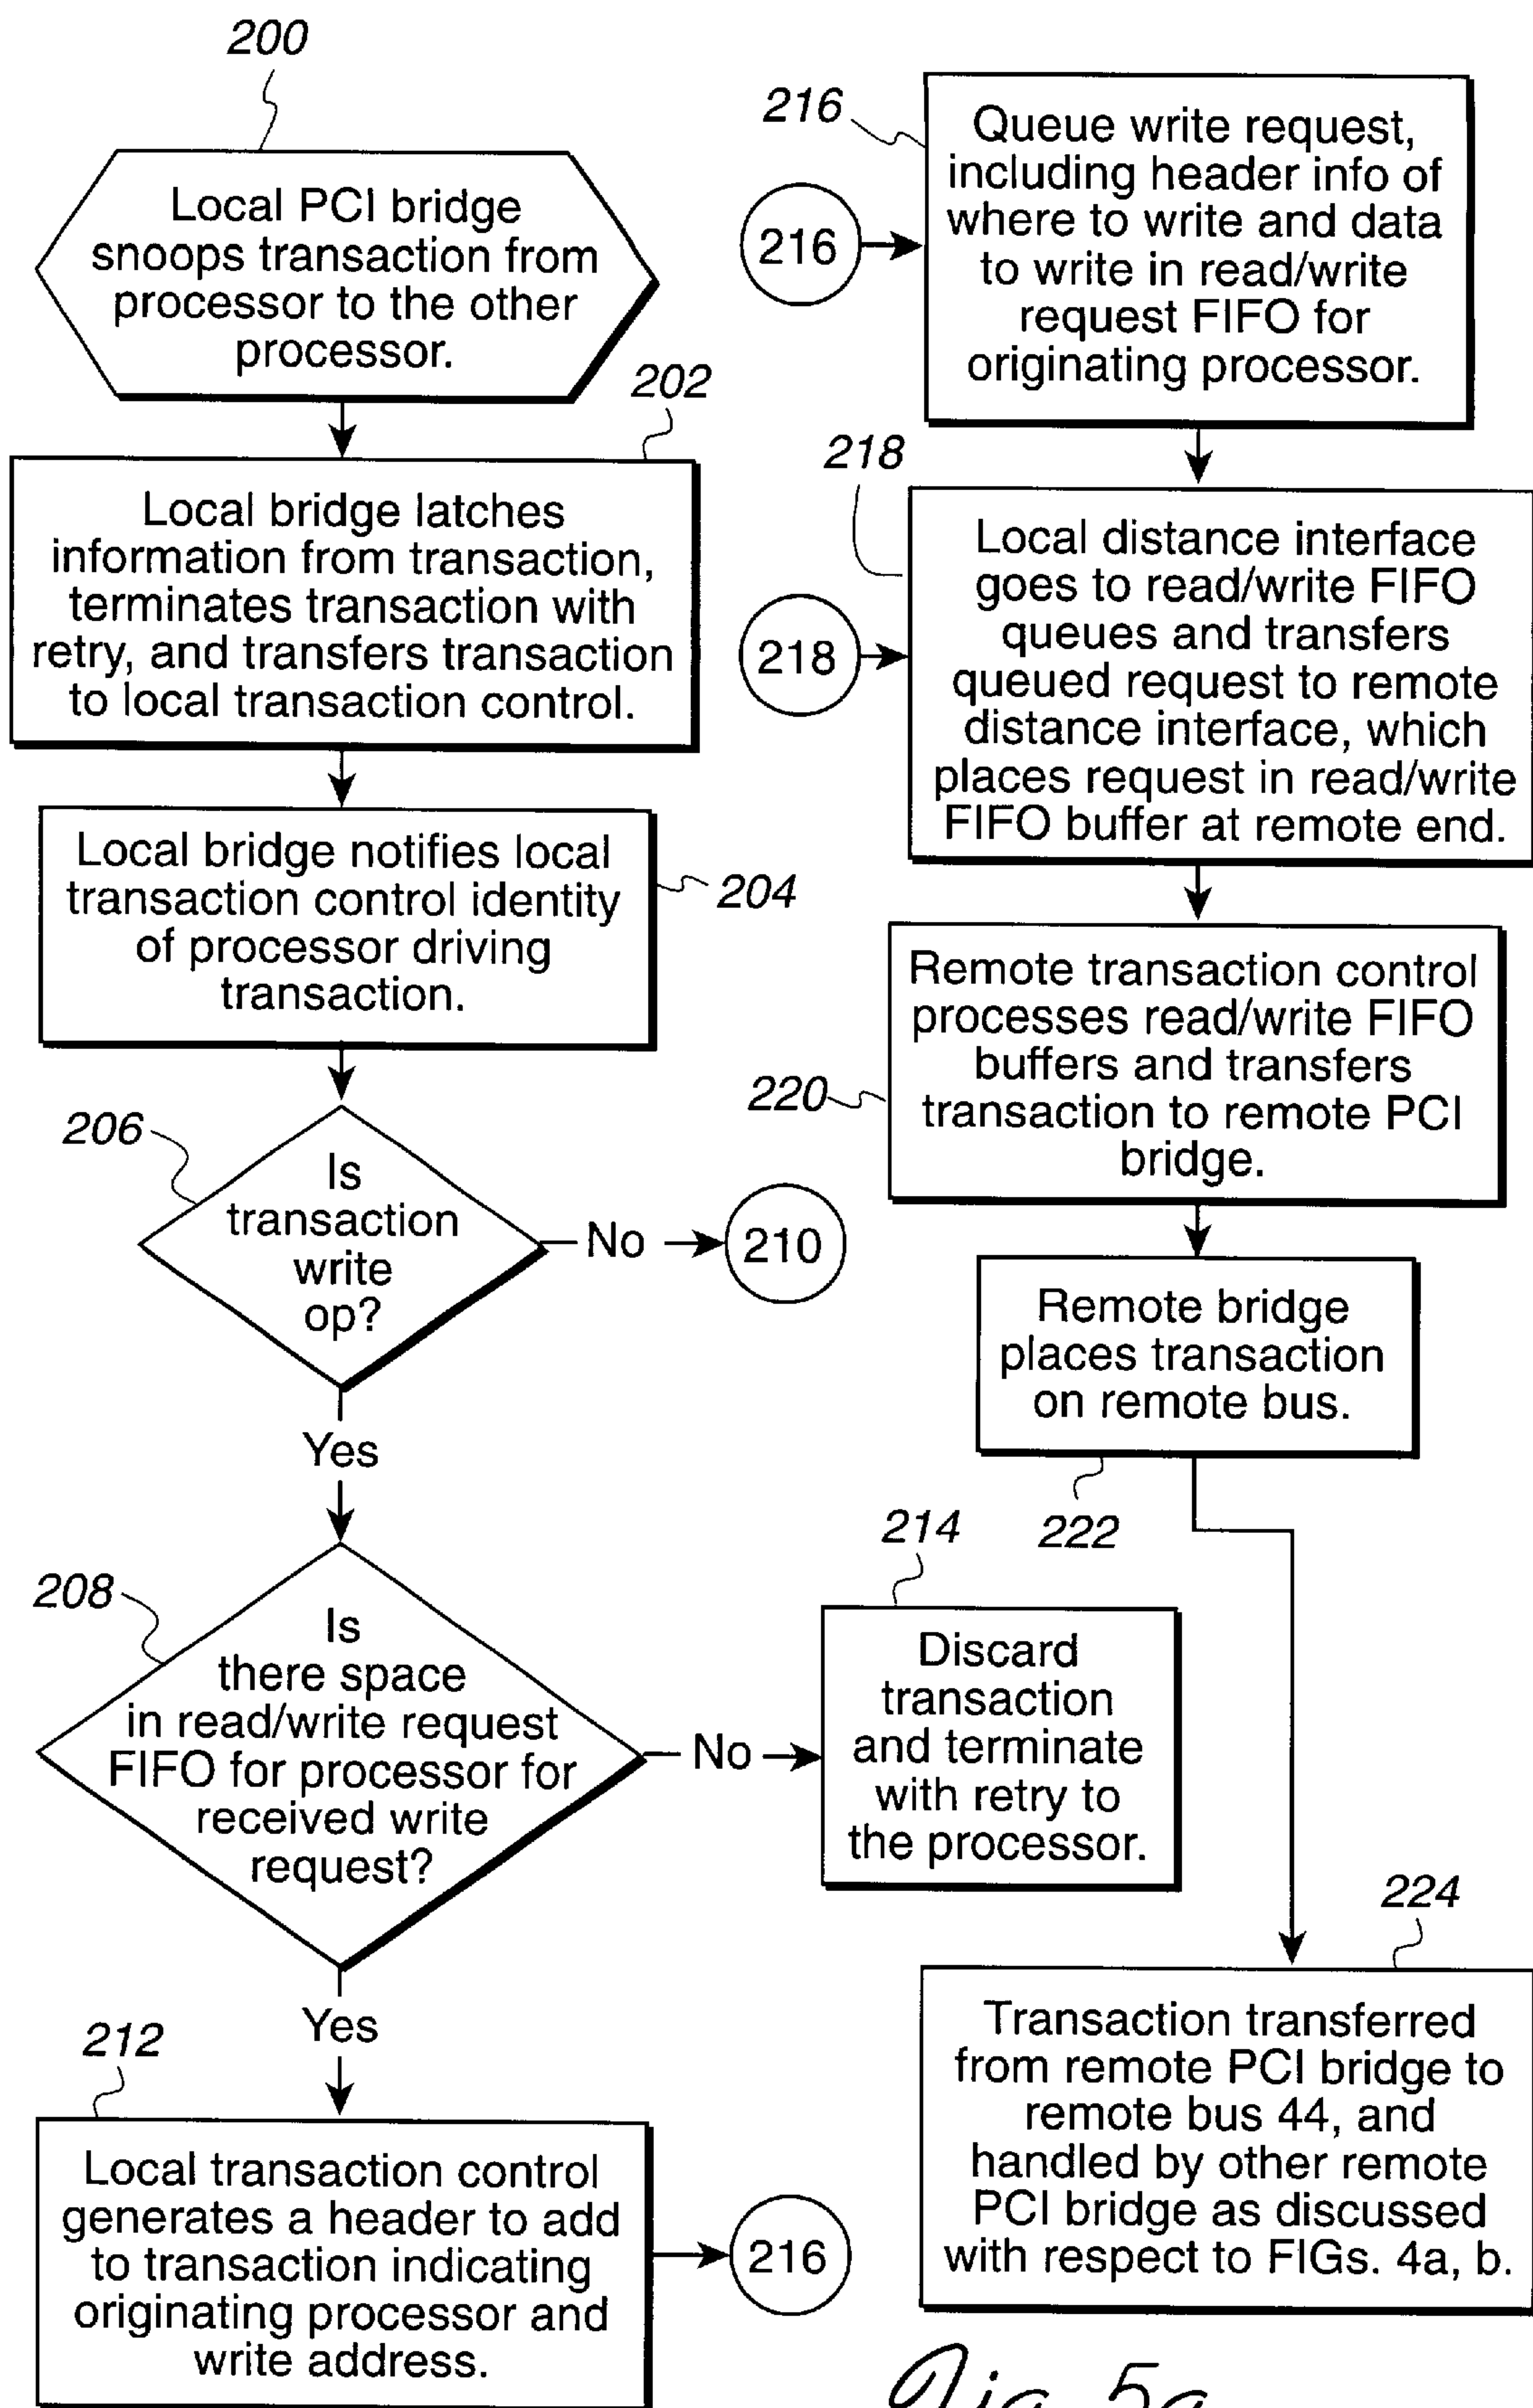 200
Local PCI bridge
snoops transaction from
processor to the other
processor.
202
Local bridge latches
information from transaction,
terminates transaction with
retry, and transfers transaction
to local transaction control.
Local bridge notifies local
transaction control identity
of processor driving
transaction.
204
206
Is
transaction
write
op?
No
210
Yes
208
Is
there space
in read/write request
FIFO for processor for
received write
request?
No
214
Discard
transaction
and terminate
with retry to
the processor.
Yes
212
Local transaction control
generates a header to add
to transaction indicating
originating processor and
write address.
216
216
216
Queue write request,
including header info of
where to write and data
to write in read/write
request FIFO for
originating processor.
218
218
Local distance interface
goes to read/write FIFO
queues and transfers
queued request to remote
distance interface, which
places request in read/write
FIFO buffer at remote end.
220
Remote transaction control
processes read/write FIFO
buffers and transfers
transaction to remote PCI
bridge.
Remote bridge
places transaction
on remote bus.
222
224
Transaction transferred
from remote PCI bridge to
remote bus 44, and
handled by other remote
PCI bridge as discussed
with respect to FIGs. 4a, b.
Fig. 5a